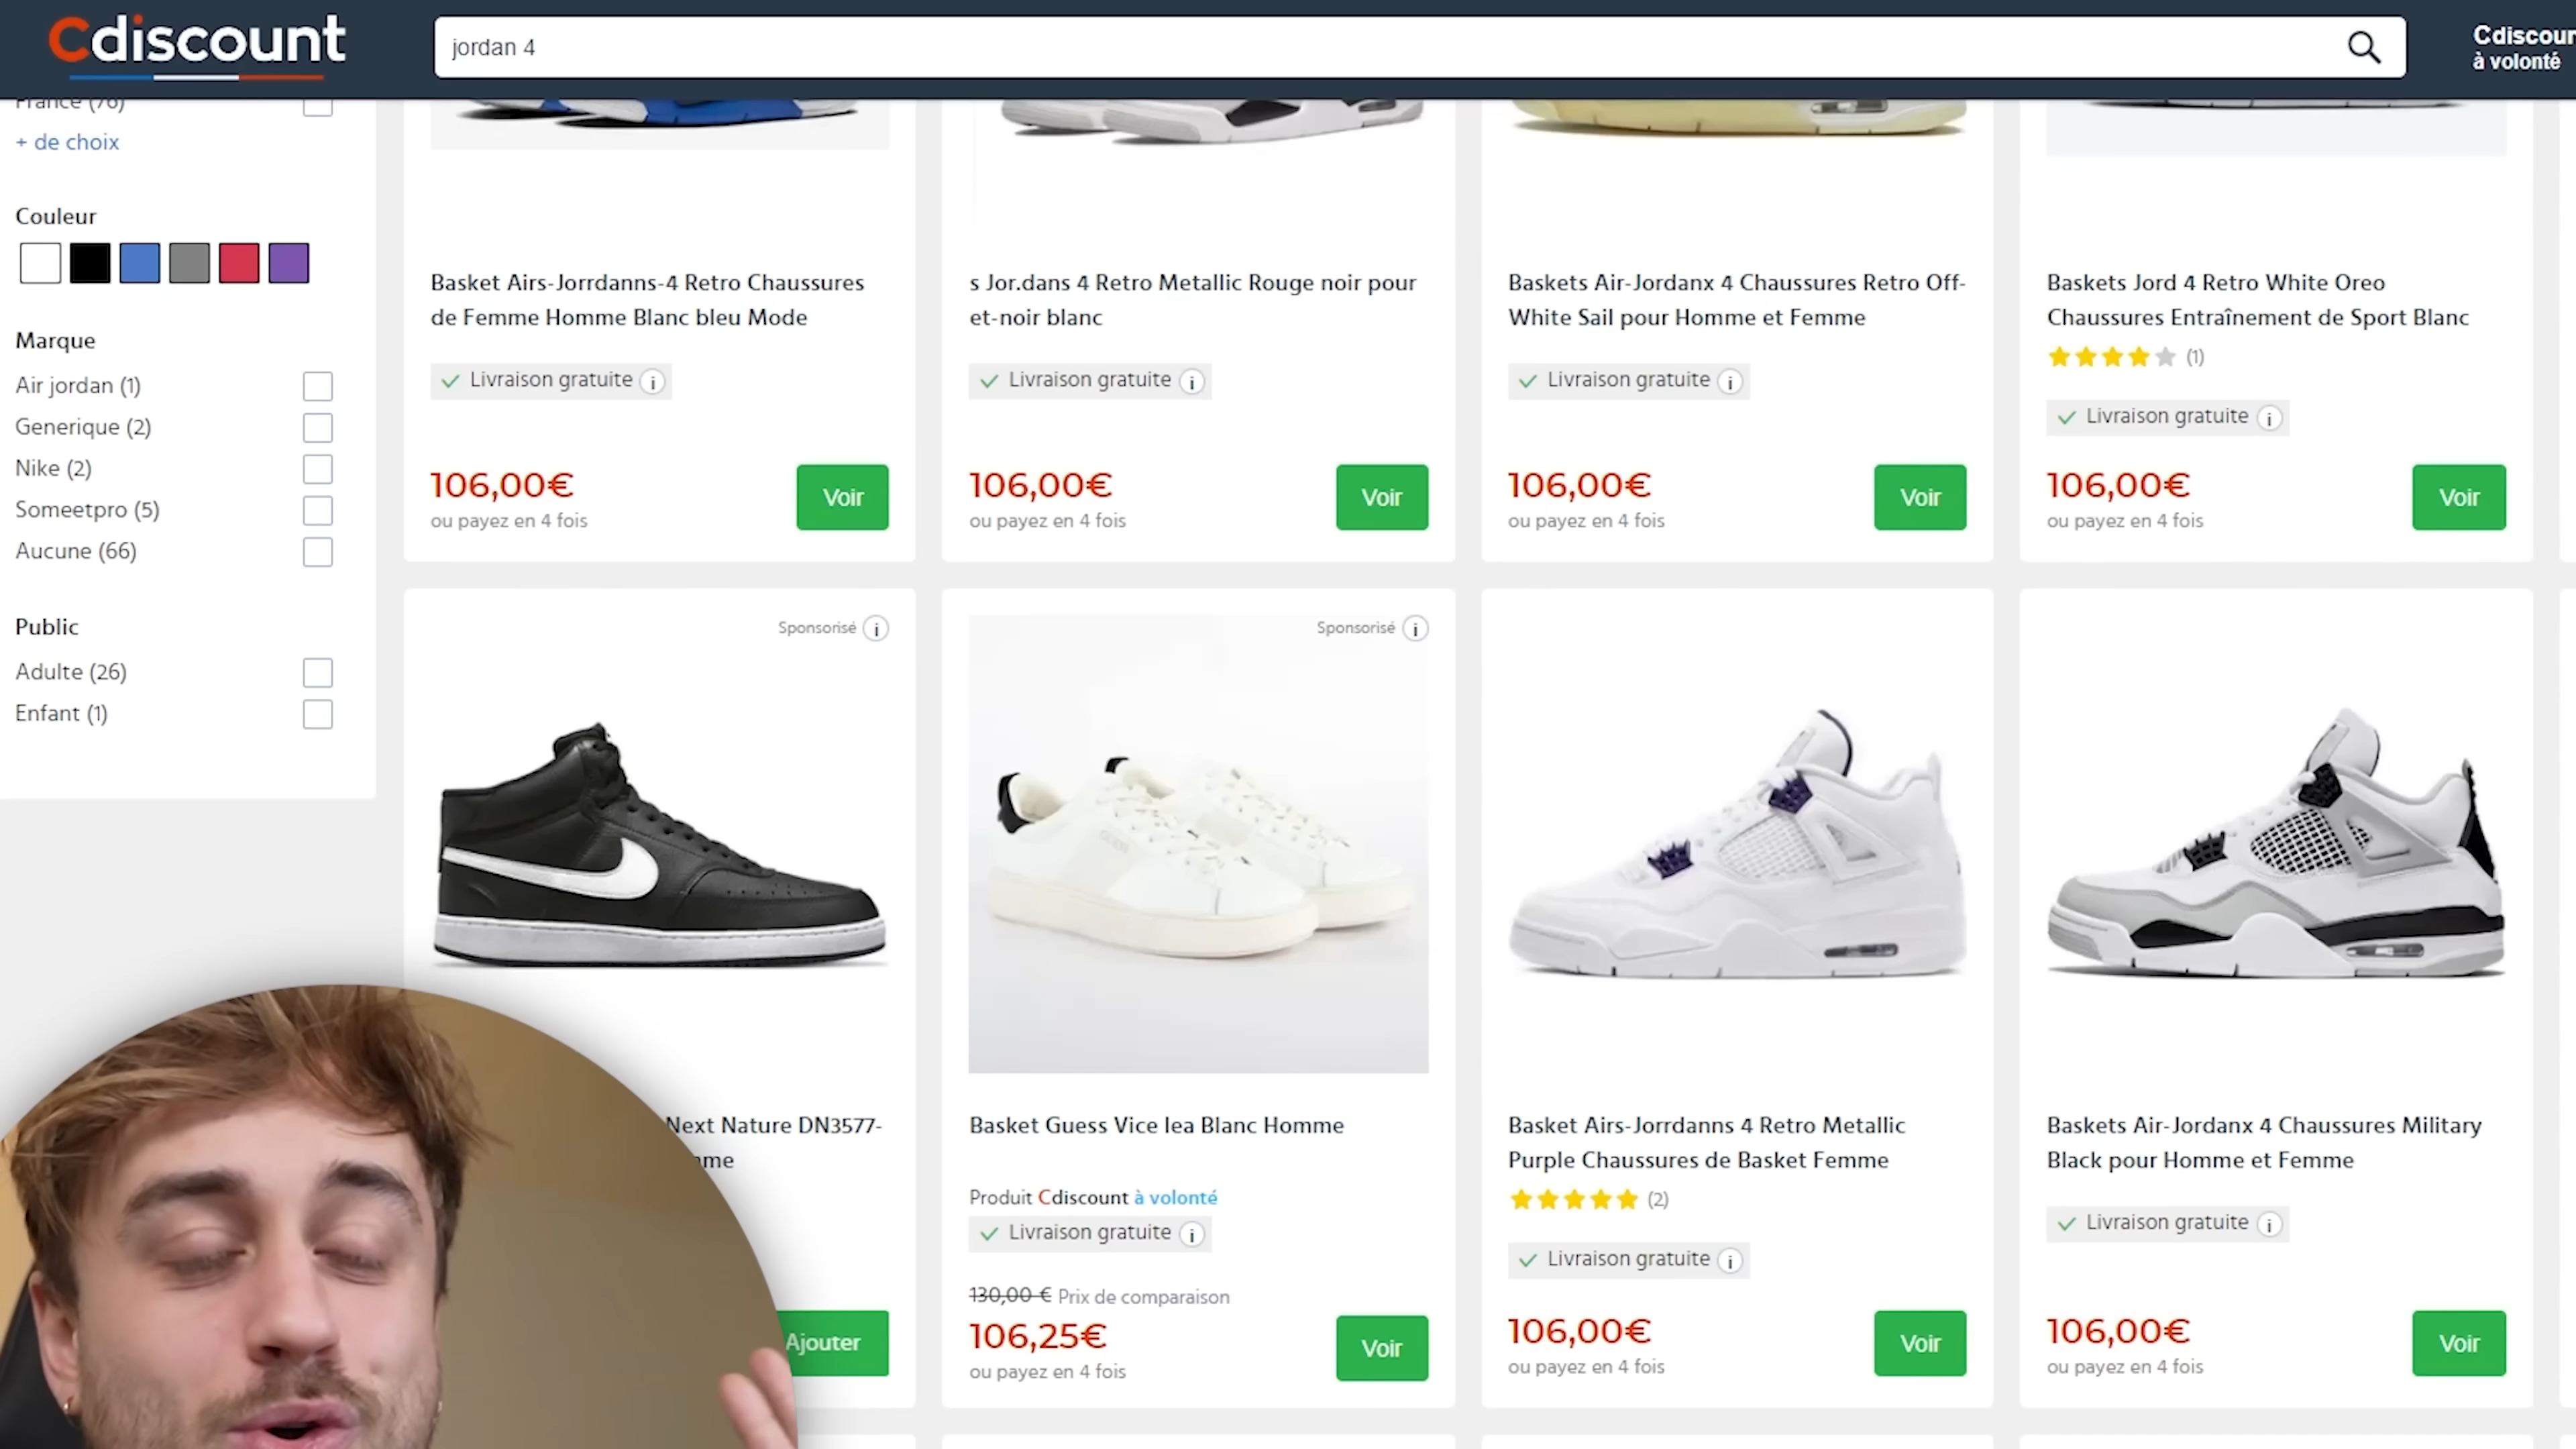 Cdiscount
jordan 4
Cdiscoun
à volonté
France (76)
+ de choix
Couleur
Marque
Air jordan (1)
Generique (2)
Nike (2)
Someetpro (5)
Aucune (66)
Public
Adulte (26)
Enfant (1)
Basket Airs-Jorrdanns-4 Retro Chaussures
de Femme Homme Blanc bleu Mode
Livraison gratuite
106,00€
ou payez en 4 fois
Voir
s Jor.dans 4 Retro Metallic Rouge noir pour
et-noir blanc
Livraison gratuite
106,00€
ou payez en 4 fois
Voir
Baskets Air-Jordanx 4 Chaussures Retro Off-
White Sail pour Homme et Femme
Livraison gratuite
106,00€
ou payez en 4 fois
Voir
Baskets Jord 4 Retro White Oreo
Chaussures Entraînement de Sport Blanc
(1)
Livraison gratuite
106,00€
ou payez en 4 fois
Voir
Sponsorisé
Next Nature DN3577-
mme
Ajouter
Sponsorisé
Basket Guess Vice lea Blanc Homme
Produit Cdiscount à volonté
Livraison gratuite
130,00 € Prix de comparaison
106,25€
ou payez en 4 fois
Voir
Basket Airs-Jorrdanns 4 Retro Metallic
Purple Chaussures de Basket Femme
(2)
Livraison gratuite
106,00€
ou payez en 4 fois
Voir
Baskets Air-Jordanx 4 Chaussures Military
Black pour Homme et Femme
Livraison gratuite
106,00€
ou payez en 4 fois
Voir